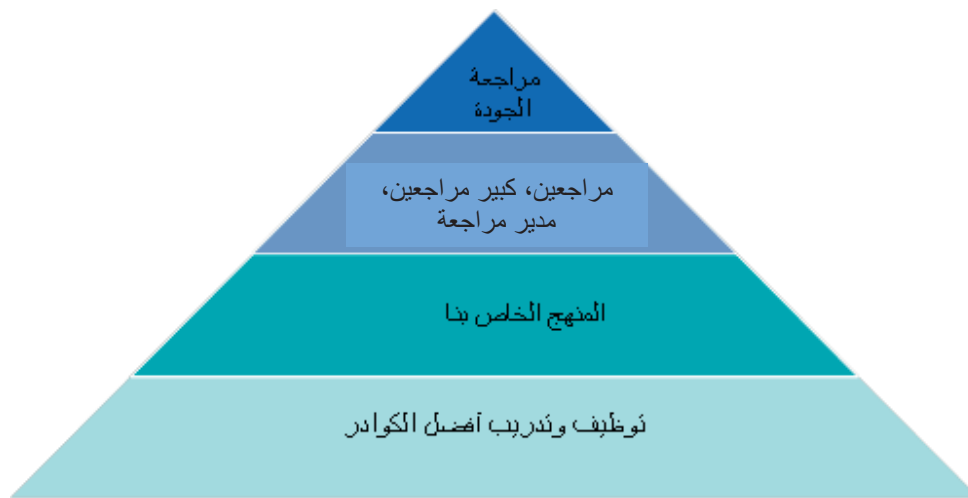 مراجعة
الجودة
مراجعين، كبير مراجعين،
مدير مراجعة
المنهج الخاص بنا
توظيف وتدريب أفضل الكوادر